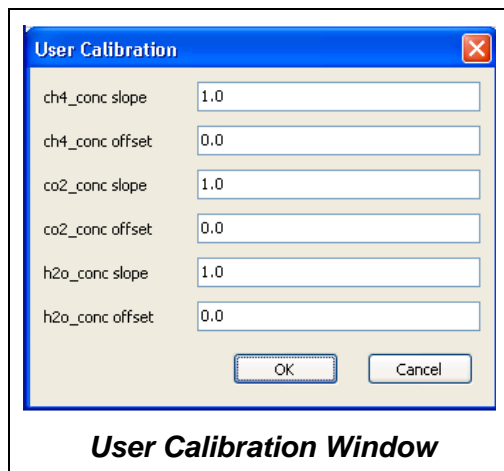 User Calibration
ch4_conc slope 1.0
ch4_conc offset 0.0
co2_conc slope 1.0
co2_conc offset 0.0
h2o_conc slope 1.0
h2o_conc offset 0.0
OK Cancel
User Calibration Window